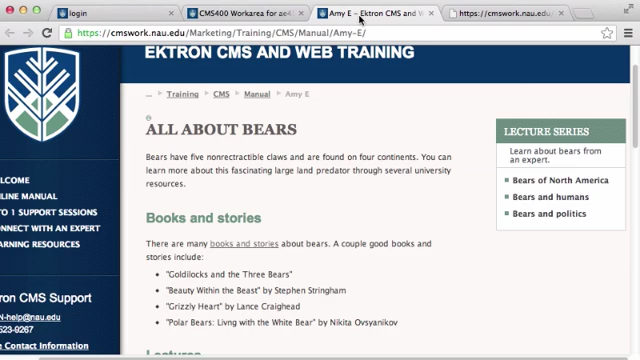 login
CMS400 Workarea for ae4
Amy E – Ektron CMS and W
https://cmswork.nau.edu/
https://cmswork.nau.edu/Marketing/Training/CMS/Manual/Amy-E/
EKTRON CMS AND WEB TRAINING
... Training CMS Manual Amy E
ALL ABOUT BEARS
Bears have five nonrectractible claws and are found on four continents. You can
learn more about this fascinating large land predator through several university
resources.
Books and stories
There are many books and stories about bears. A couple good books and
stories include:
"Goldilocks and the Three Bears"
"Beauty Within the Beast" by Stephen Stringham
"Grizzly Heart" by Lance Craighead
"Polar Bears: Living with the White Bear" by Nikita Ovsyanikov
LECTURE SERIES
Learn about bears from
an expert.
Bears of North America
Bears and humans
Bears and politics
LCOME
NLINE MANUAL
TO 1 SUPPORT SESSIONS
ONNECT WITH AN EXPERT
EARNING RESOURCES
tron CMS Support
N-help@nau.edu
523-9267
e Contact Information